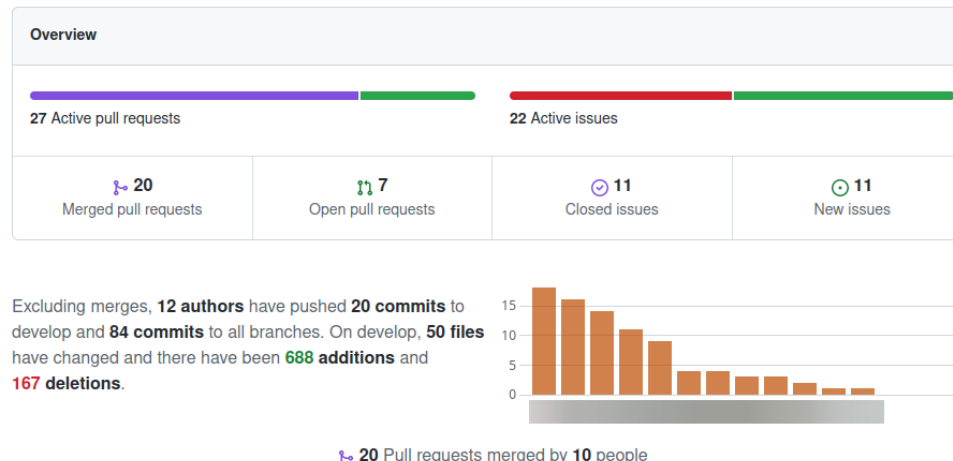 Overview
27 Active pull requests
22 Active issues
20
Merged pull requests
7
Open pull requests
11
Closed issues
11
New issues
Excluding merges, 12 authors have pushed 20 commits to
develop and 84 commits to all branches. On develop, 50 files
have changed and there have been 688 additions and
167 deletions.
15
10
5
0
20 Pull requests merged by 10 people